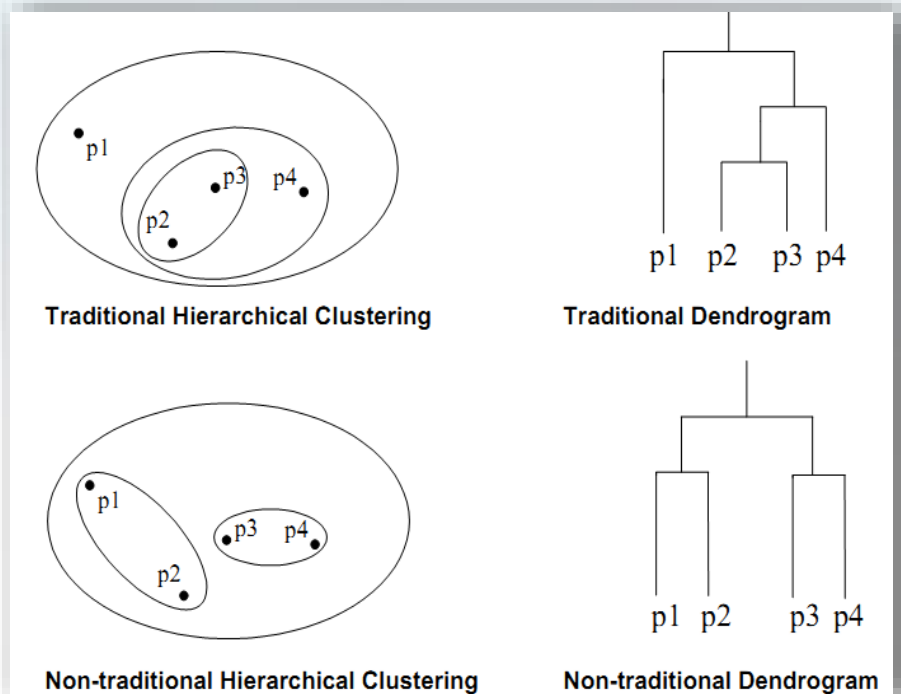 p1
p3
p4
p2
p1 p2 p3 p4
Traditional Hierarchical Clustering
Traditional Dendrogram
p1
p3
p4
p2
p1 p2 p3 p4
Non-traditional Hierarchical Clustering
Non-traditional Dendrogram